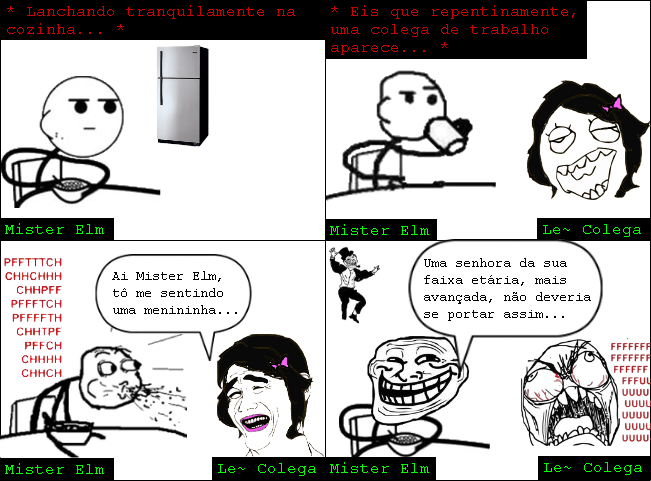 * Lanchando tranquilamente na
cozinha... *
Mister Elm
* Eis que repentinamente,
uma colega de trabalho
aparece... *
Mister Elm
Le~ Colega
PFFTTTCH
CHHCHHH
CHHPFF
PFFFTCH
PFFFFTH
CHHTPF
PFFCH
CHHHH
CHHCH
Ai Mister Elm,
tô me sentindo
uma menininha...
Mister Elm
Le~ Colega
Uma senhora da sua
faixa etária, mais
avançada, não deveria
se portar assim...
FFFFFFF
FFFFFFF
FFFFFF
FFFUU
UUUU
UUUU
UUUUU
UUUU
UUUUU
Mister Elm
Le~ Colega